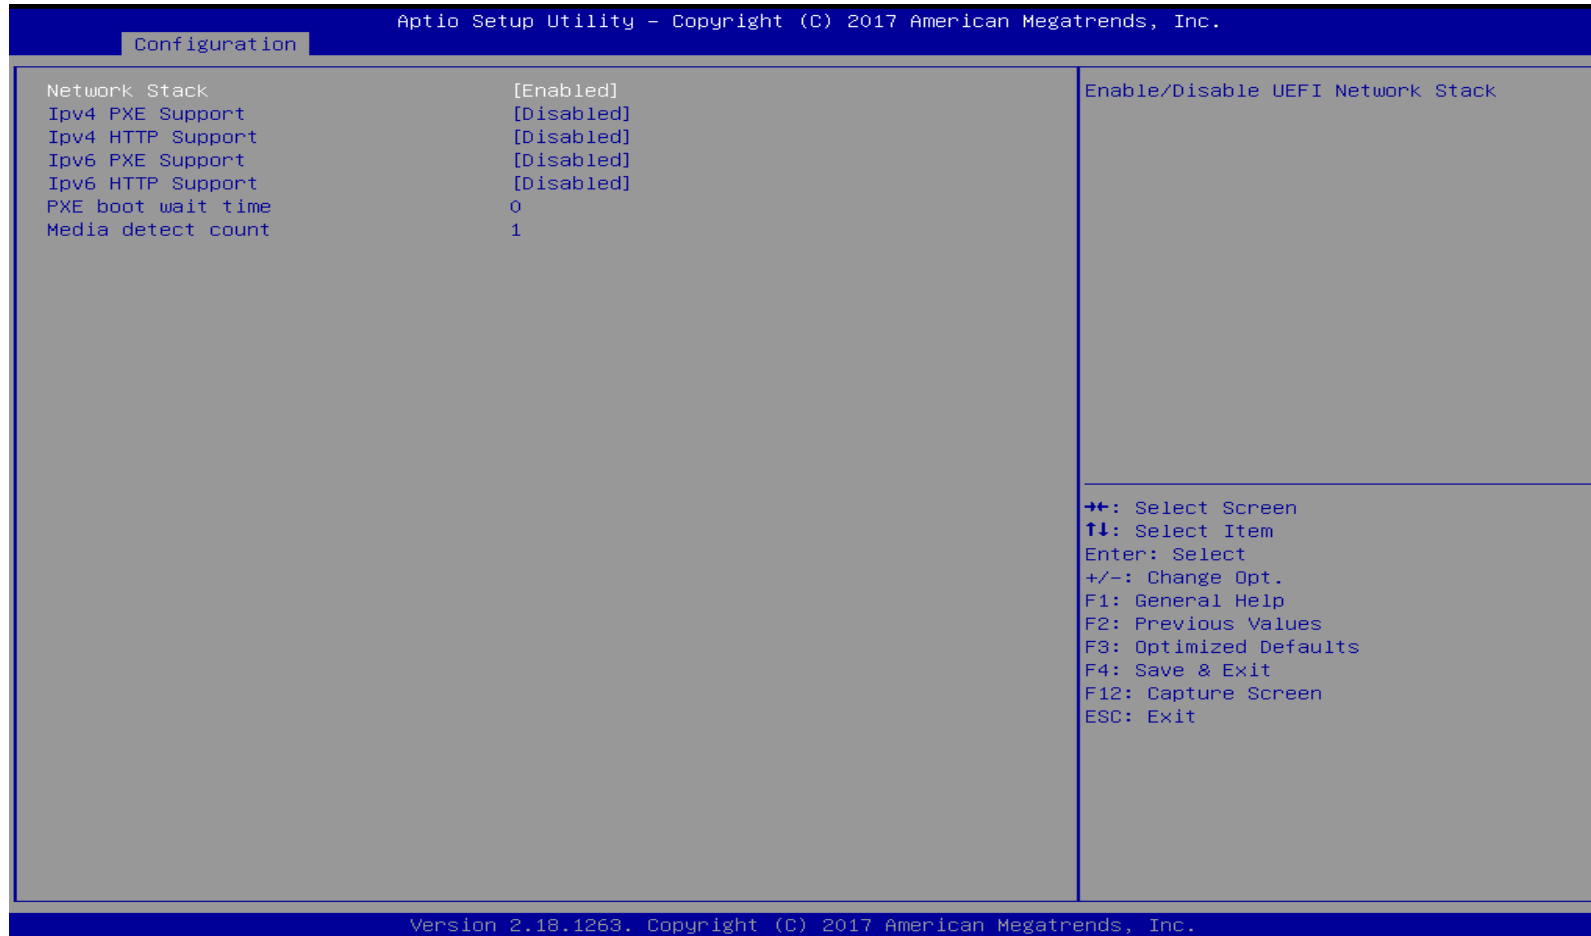 Aptio Setup Utility – Copyright (C) 2017 American Megatrends, Inc.
Configuration
Network Stack [Enabled]
Ipv4 PXE Support [Disabled]
Ipv4 HTTP Support [Disabled]
Ipv6 PXE Support [Disabled]
Ipv6 HTTP Support [Disabled]
PXE boot wait time 0
Media detect count 1
Enable/Disable UEFI Network Stack
→←: Select Screen
↑↓: Select Item
Enter: Select
+/-: Change Opt.
F1: General Help
F2: Previous Values
F3: Optimized Defaults
F4: Save & Exit
F12: Capture Screen
ESC: Exit
Version 2.18.1263. Copyright (C) 2017 American Megatrends, Inc.